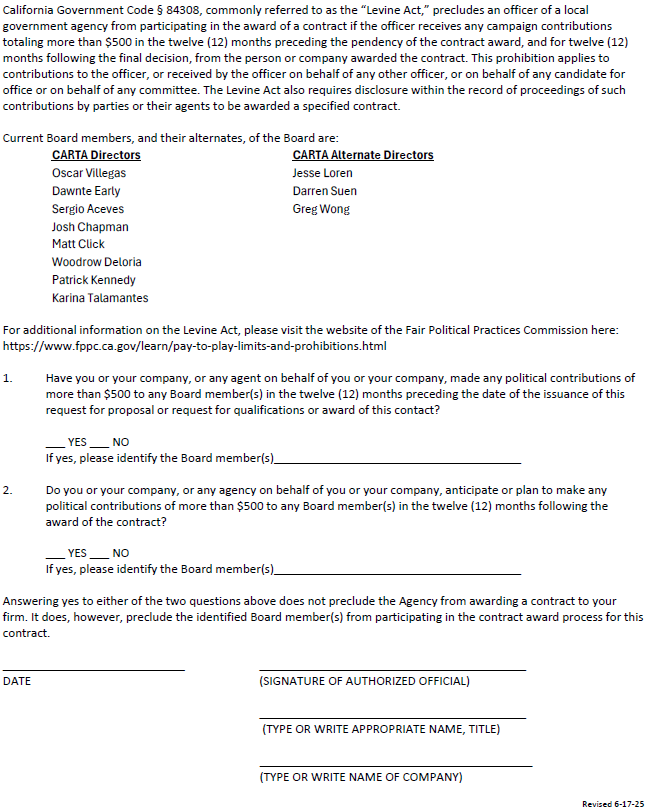 California Government Code § 84308, commonly referred to as the “Levine Act,” precludes an officer of a local
government agency from participating in the award of a contract if the officer receives any campaign contributions
totaling more than $500 in the twelve (12) months preceding the pendency of the contract award, and for twelve (12)
months following the final decision, from the person or company awarded the contract. This prohibition applies to
contributions to the officer, or received by the officer on behalf of any other officer, or on behalf of any candidate for
office or on behalf of any committee. The Levine Act also requires disclosure within the record of proceedings of such
contributions by parties or their agents to be awarded a specified contract.
Current Board members, and their alternates, of the Board are:
CARTA Directors
Oscar Villegas
Dawnte Early
Sergio Aceves
Josh Chapman
Matt Click
Woodrow Deloria
Patrick Kennedy
Karina Talamantes
CARTA Alternate Directors
Jesse Loren
Darren Suen
Greg Wong
For additional information on the Levine Act, please visit the website of the Fair Political Practices Commission here:
https://www.fppc.ca.gov/learn/pay-to-play-limits-and-prohibitions.html
1. Have you or your company, or any agent on behalf of you or your company, made any political contributions of
more than $500 to any Board member(s) in the twelve (12) months preceding the date of the issuance of this
request for proposal or request for qualifications or award of this contact?
___ YES ___ NO
If yes, please identify the Board member(s)______________________________________
2. Do you or your company, or any agency on behalf of you or your company, anticipate or plan to make any
political contributions of more than $500 to any Board member(s) in the twelve (12) months following the
award of the contract?
___ YES ___ NO
If yes, please identify the Board member(s)______________________________________
Answering yes to either of the two questions above does not preclude the Agency from awarding a contract to your
firm. It does, however, preclude the identified Board member(s) from participating in the contract award process for this
contract.
DATE
(SIGNATURE OF AUTHORIZED OFFICIAL)
(TYPE OR WRITE APPROPRIATE NAME, TITLE)
(TYPE OR WRITE NAME OF COMPANY)
Revised 6-17-25